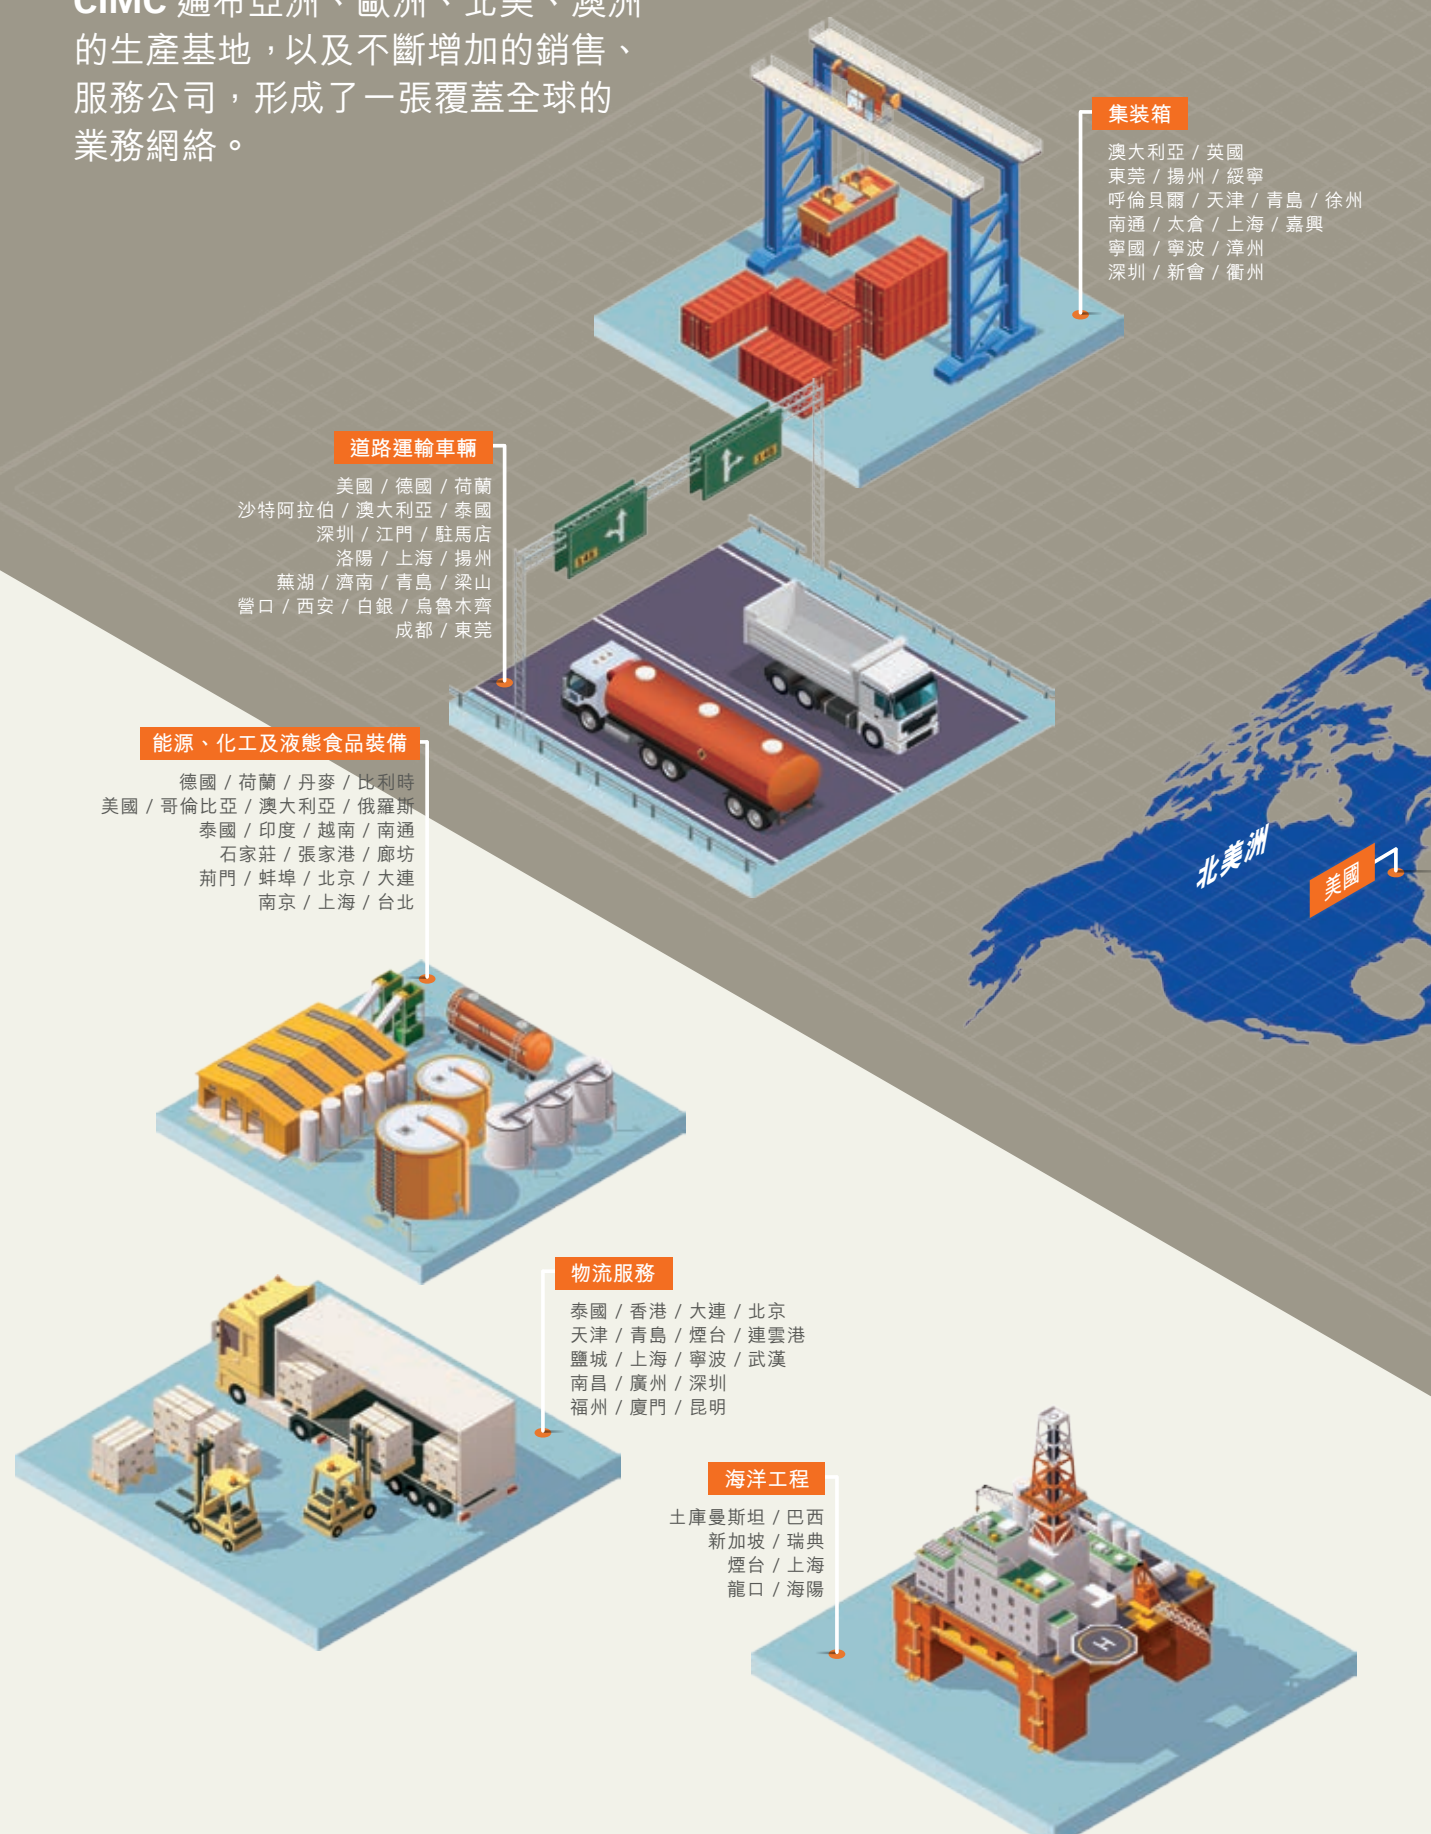 CIMC 遍布亞洲、歐洲、北美、澳洲
的生產基地，以及不斷增加的銷售、
服務公司，形成了一張覆蓋全球的
業務網絡。
集装箱
澳大利亞 / 英國
東莞 / 揚州 / 綏寧
呼倫貝爾 / 天津 / 青島 / 徐州
南通 / 太倉 / 上海 / 嘉興
寧國 / 寧波 / 漳州
深圳 / 新會 / 衢州
道路運輸車輛
美國 / 德國 / 荷蘭
沙特阿拉伯 / 澳大利亞 / 泰國
深圳 / 江門 / 駐馬店
洛陽 / 上海 / 揚州
蕪湖 / 濟南 / 青島 / 梁山
營口 / 西安 / 白銀 / 烏魯木齊
成都 / 東莞
能源、化工及液態食品裝備
德國 / 荷蘭 / 丹麥 / 比利時
美國 / 哥倫比亞 / 澳大利亞 / 俄羅斯
泰國 / 印度 / 越南 / 南通
石家莊 / 張家港 / 廊坊
荊門 / 蚌埠 / 北京 / 大連
南京 / 上海 / 台北
北美洲
美國
物流服務
泰國 / 香港 / 大連 / 北京
天津 / 青島 / 煙台 / 連雲港
鹽城 / 上海 / 寧波 / 武漢
南昌 / 廣州 / 深圳
福州 / 廈門 / 昆明
海洋工程
土庫曼斯坦 / 巴西
新加坡 / 瑞典
煙台 / 上海
龍口 / 海陽
H